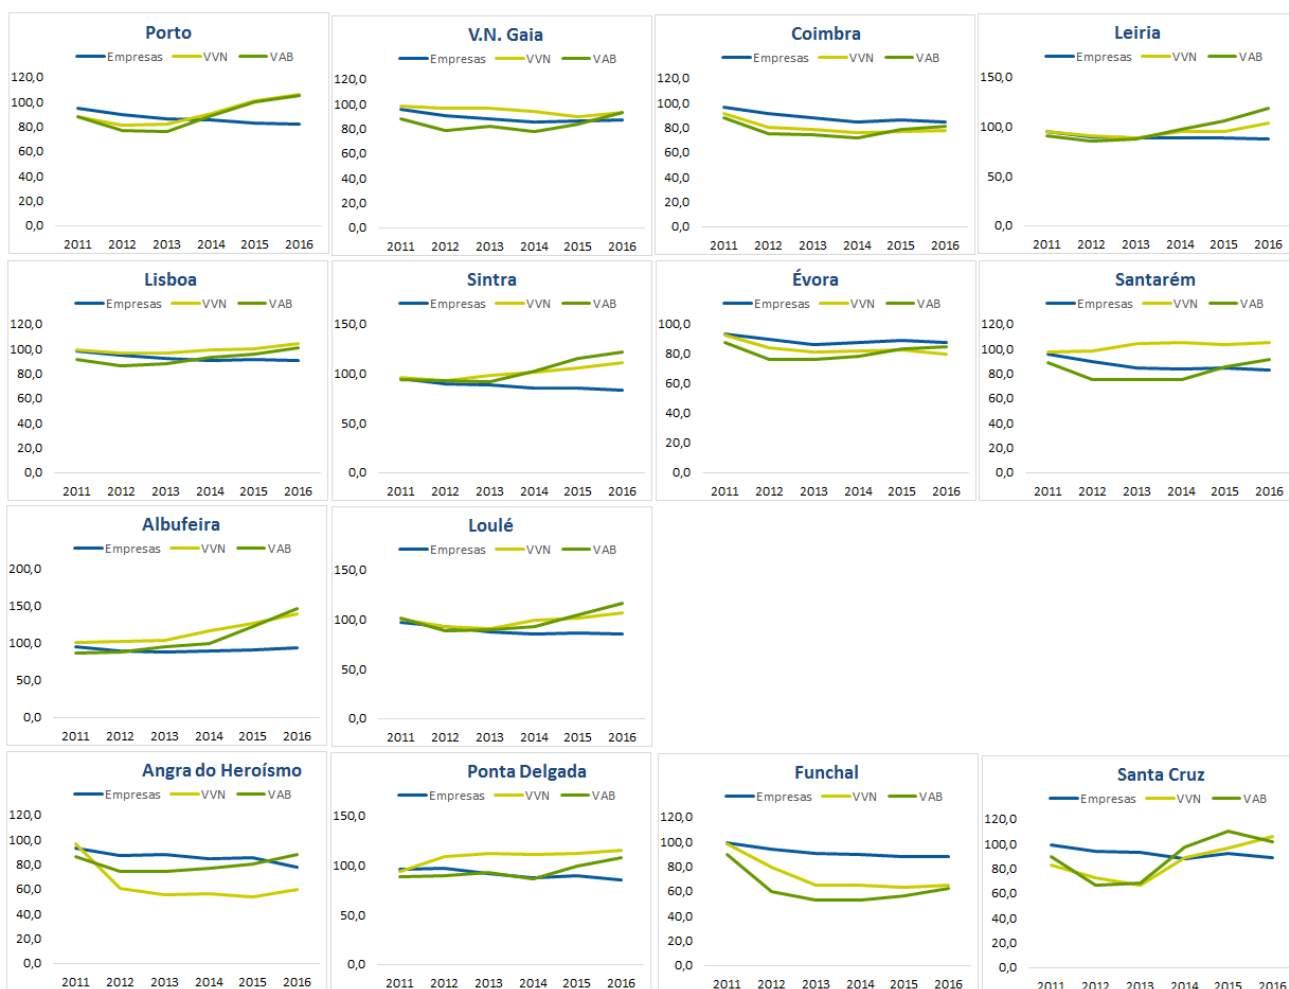 Porto
Empresas VVN VAB
120,0
100,0
80,0
60,0
40,0
20,0
0,0
2011 2012 2013 2014 2015 2016
V.N. Gaia
Empresas VVN VAB
120,0
100,0
80,0
60,0
40,0
20,0
0,0
2011 2012 2013 2014 2015 2016
Coimbra
Empresas VVN VAB
120,0
100,0
80,0
60,0
40,0
20,0
0,0
2011 2012 2013 2014 2015 2016
Leiria
Empresas VVN VAB
150,0
100,0
50,0
0,0
2011 2012 2013 2014 2015 2016
Lisboa
Empresas VVN VAB
120,0
100,0
80,0
60,0
40,0
20,0
0,0
2011 2012 2013 2014 2015 2016
Sintra
Empresas VVN VAB
150,0
100,0
50,0
0,0
2011 2012 2013 2014 2015 2016
Évora
Empresas VVN VAB
100,0
80,0
60,0
40,0
20,0
0,0
2011 2012 2013 2014 2015 2016
Santarém
Empresas VVN VAB
120,0
100,0
80,0
60,0
40,0
20,0
0,0
2011 2012 2013 2014 2015 2016
Albufeira
Empresas VVN VAB
200,0
150,0
100,0
50,0
0,0
2011 2012 2013 2014 2015 2016
Loulé
Empresas VVN VAB
150,0
100,0
50,0
0,0
2011 2012 2013 2014 2015 2016
Angra do Heroísmo
Empresas VVN VAB
120,0
100,0
80,0
60,0
40,0
20,0
0,0
2011 2012 2013 2014 2015 2016
Ponta Delgada
Empresas VVN VAB
150,0
100,0
50,0
0,0
2011 2012 2013 2014 2015 2016
Funchal
Empresas VVN VAB
120,0
100,0
80,0
60,0
40,0
20,0
0,0
2011 2012 2013 2014 2015 2016
Santa Cruz
Empresas VVN VAB
120,0
100,0
80,0
60,0
40,0
20,0
0,0
2011 2012 2013 2014 2015 2016